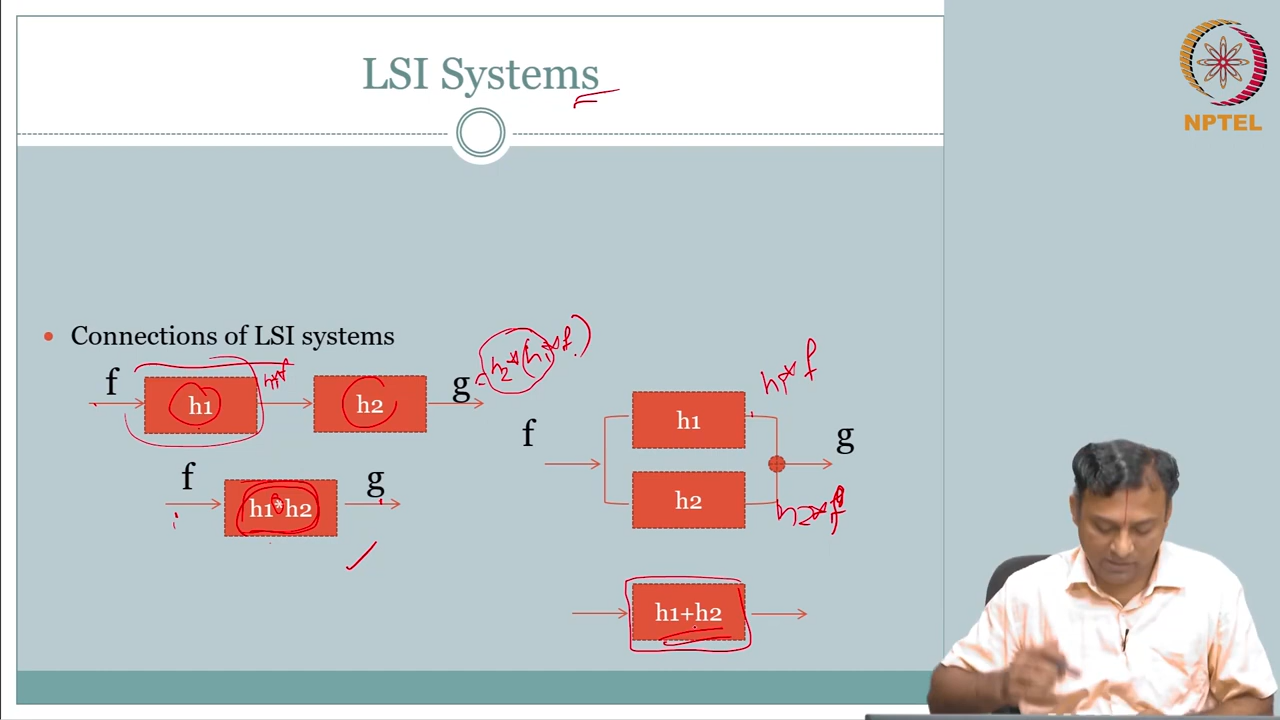 LSI Systems
NPTEL
Connections of LSI systems
f
h1
h1*f
h2
g
= h2*(h1*f)
f
h1*h2
g
f
h1
h2
h1*f
h2*f
g
h1+h2